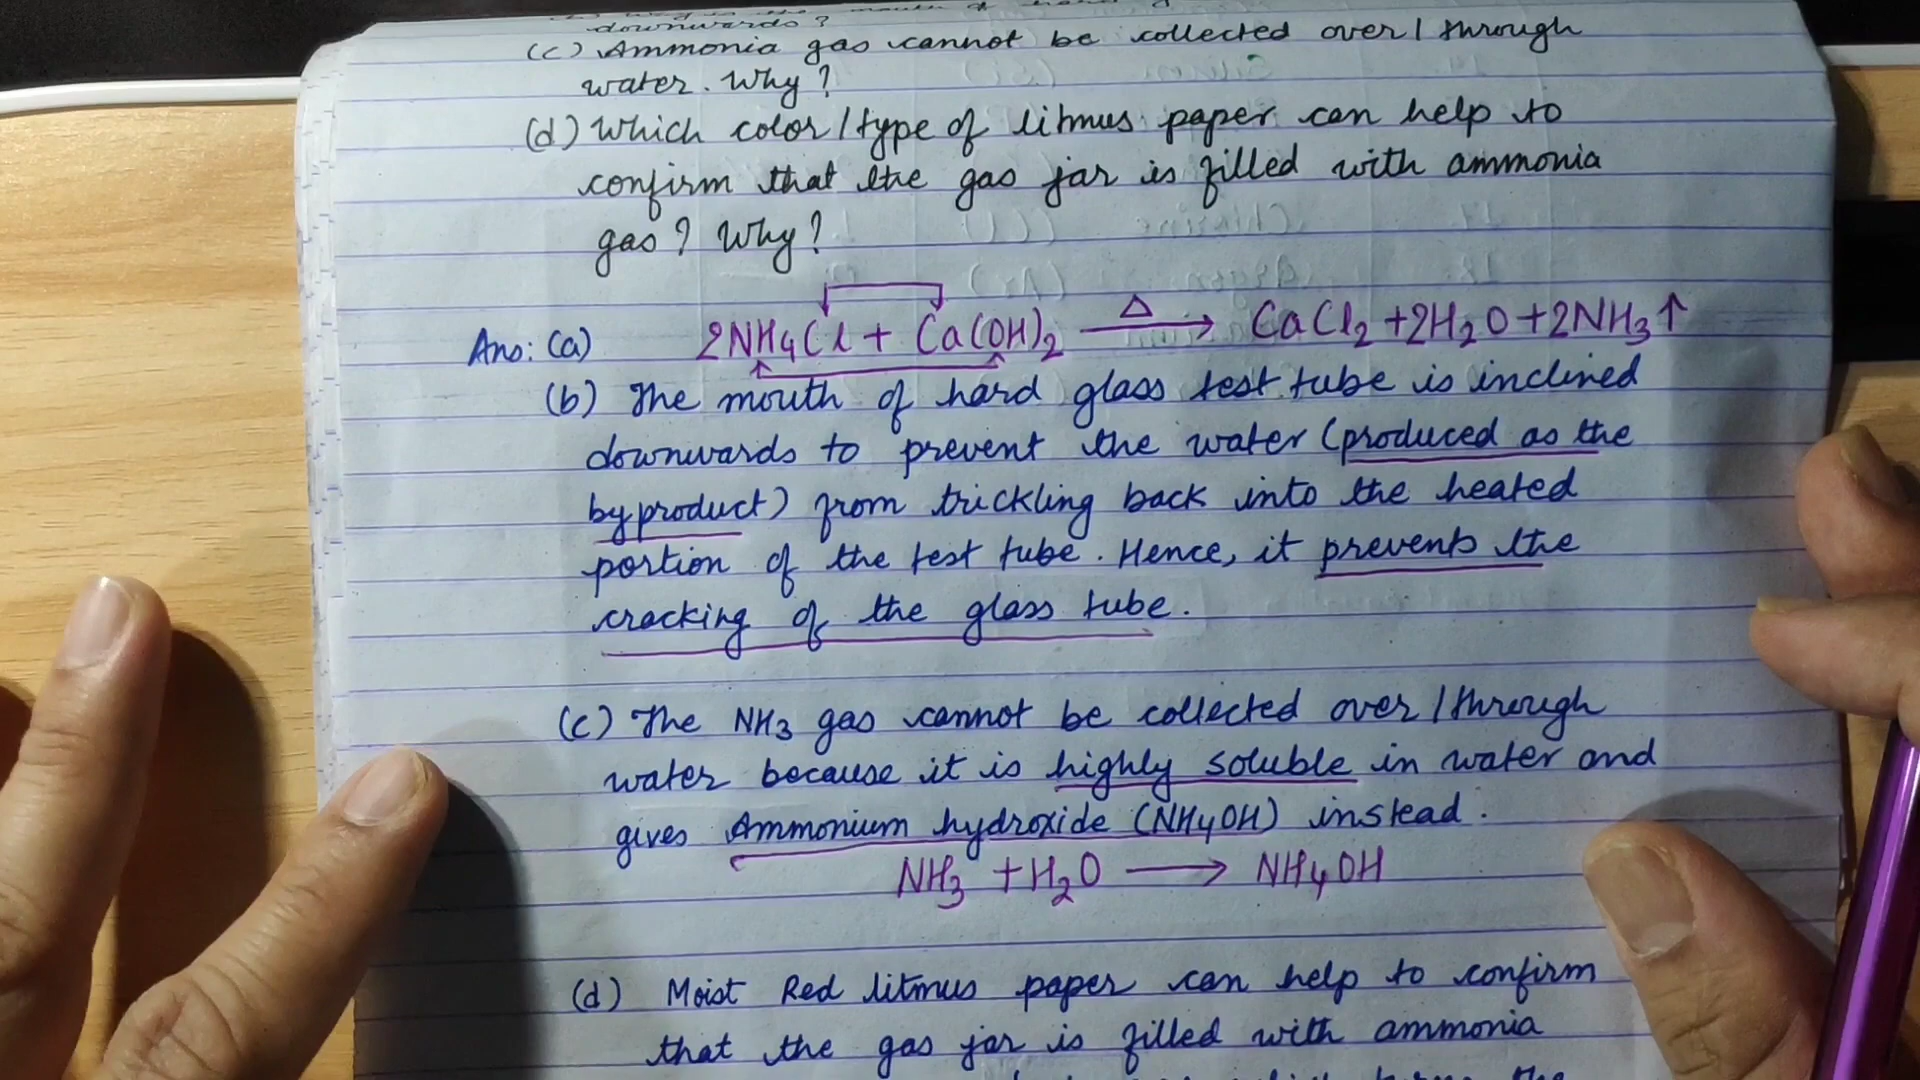 downwards?
(c) Ammonia gas cannot be collected over / through
water. Why?
(d) Which color / type of litmus paper can help to
confirm that the gas jar is filled with ammonia
gas? Why?
Ans: (a) 2NH₄Cl + Ca(OH)₂ —Δ→ CaCl₂ + 2H₂O + 2NH₃↑
(b) The mouth of hard glass test tube is inclined
downwards to prevent the water (produced as the
byproduct) from trickling back into the heated
portion of the test tube. Hence, it prevents the
cracking of the glass tube.
(c) The NH₃ gas cannot be collected over / through
water because it is highly soluble in water and
gives Ammonium hydroxide (NH₄OH) instead.
NH₃ + H₂O ⟶ NH₄OH
(d) Moist Red litmus paper can help to confirm
that the gas jar is filled with ammonia